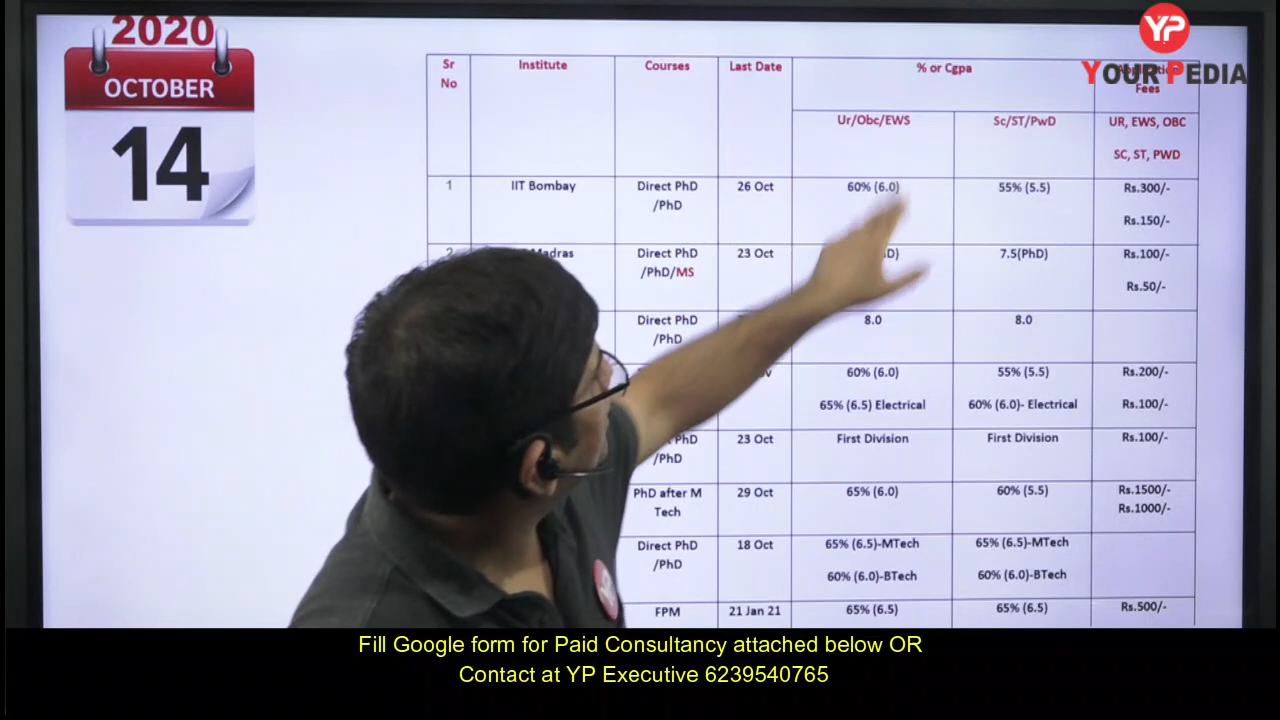 2020
OCTOBER
14
YP
YOUR PEDIA
Sr No Institute Courses Last Date % or Cgpa Fees
Ur/Obc/EWS Sc/ST/PwD UR, EWS, OBC
SC, ST, PWD
1 IIT Bombay Direct PhD /PhD 26 Oct 60% (6.0) 55% (5.5) Rs.300/-
Rs.150/-
2 Madras Direct PhD /PhD/MS 23 Oct 7.5(PhD) Rs.100/-
Rs.50/-
Direct PhD /PhD 8.0 8.0
60% (6.0) 55% (5.5) Rs.200/-
65% (6.5) Electrical 60% (6.0)- Electrical Rs.100/-
PhD /PhD 23 Oct First Division First Division Rs.100/-
PhD after M Tech 29 Oct 65% (6.0) 60% (5.5) Rs.1500/-
Rs.1000/-
Direct PhD /PhD 18 Oct 65% (6.5)-MTech 65% (6.5)-MTech
60% (6.0)-BTech 60% (6.0)-BTech
FPM 21 Jan 21 65% (6.5) 65% (6.5) Rs.500/-
Fill Google form for Paid Consultancy attached below OR
Contact at YP Executive 6239540765